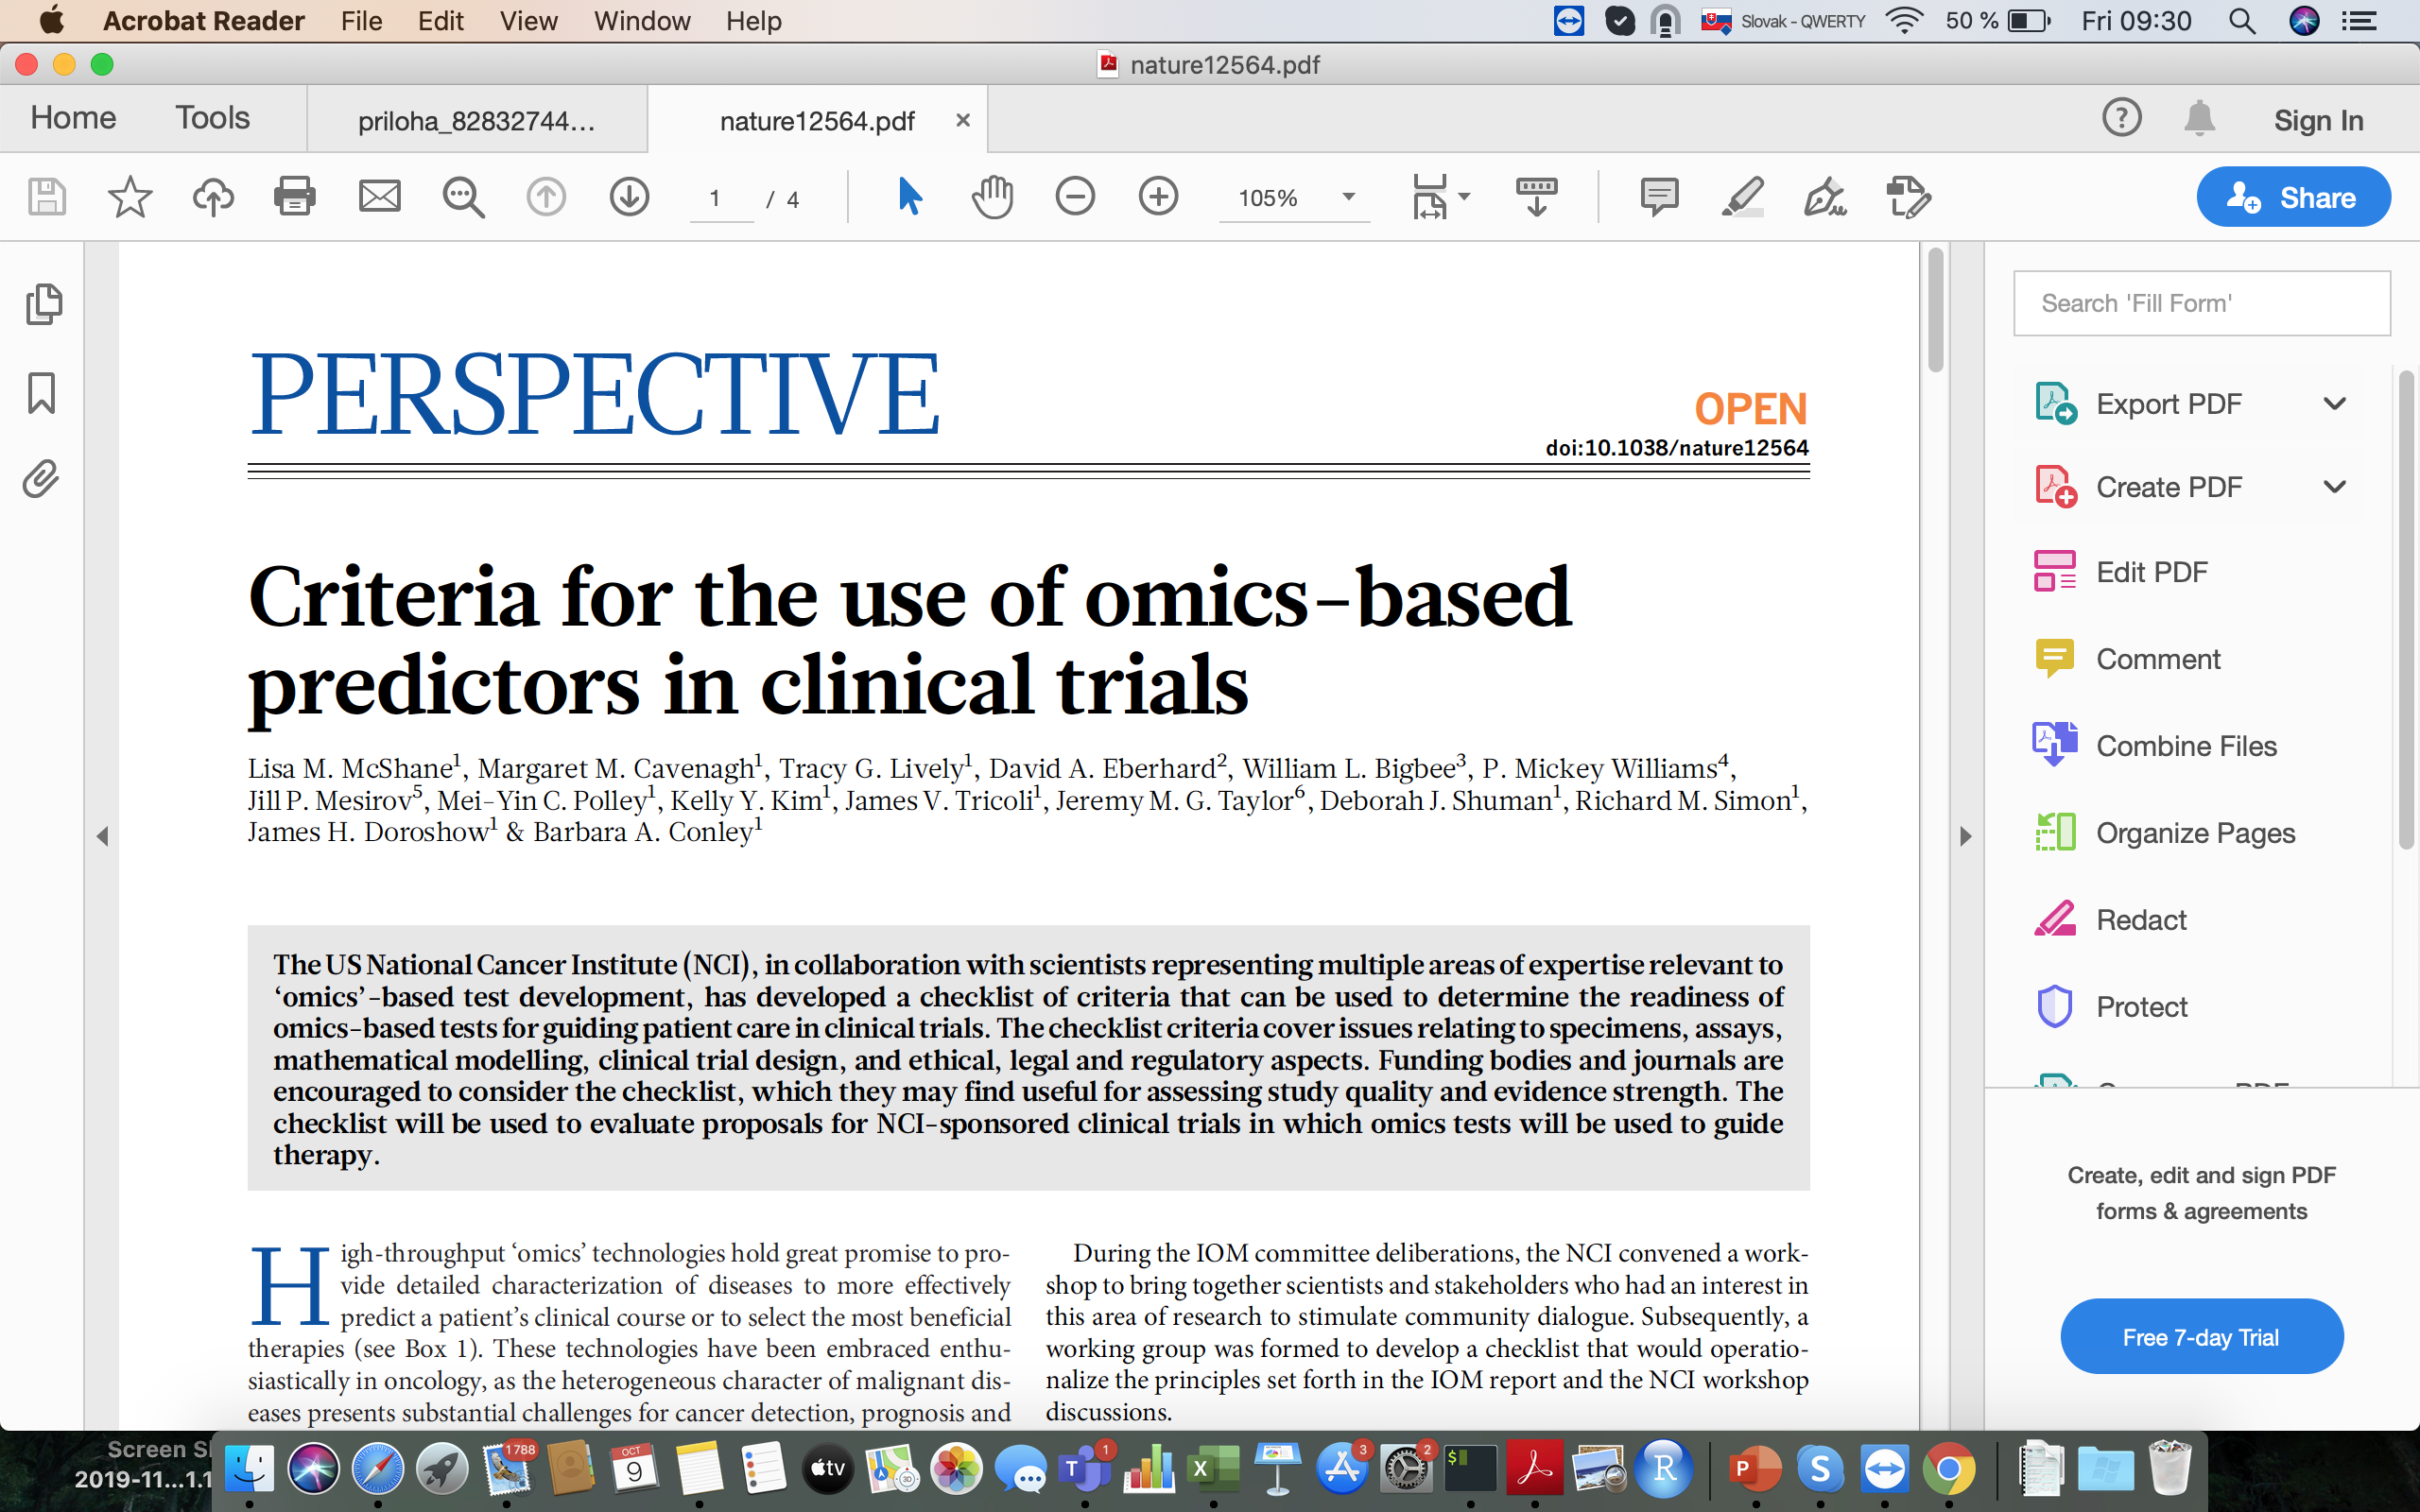 Acrobat Reader File Edit View Window Help Slovak - QWERTY 50 % Fri 09:30
nature12564.pdf
Home Tools priloha_82832744... nature12564.pdf × Sign In
1 / 4 105% Share
Search 'Fill Form'
Export PDF
Create PDF
Edit PDF
Comment
Combine Files
Organize Pages
Redact
Protect
Create, edit and sign PDF
forms & agreements
Free 7-day Trial
PERSPECTIVE
OPEN
doi:10.1038/nature12564
Criteria for the use of omics-based
predictors in clinical trials
Lisa M. McShane1, Margaret M. Cavenagh1, Tracy G. Lively1, David A. Eberhard2, William L. Bigbee3, P. Mickey Williams4,
Jill P. Mesirov5, Mei-Yin C. Polley1, Kelly Y. Kim1, James V. Tricoli1, Jeremy M. G. Taylor6, Deborah J. Shuman1, Richard M. Simon1,
James H. Doroshow1 & Barbara A. Conley1
The US National Cancer Institute (NCI), in collaboration with scientists representing multiple areas of expertise relevant to
‘omics’-based test development, has developed a checklist of criteria that can be used to determine the readiness of
omics-based tests for guiding patient care in clinical trials. The checklist criteria cover issues relating to specimens, assays,
mathematical modelling, clinical trial design, and ethical, legal and regulatory aspects. Funding bodies and journals are
encouraged to consider the checklist, which they may find useful for assessing study quality and evidence strength. The
checklist will be used to evaluate proposals for NCI-sponsored clinical trials in which omics tests will be used to guide
therapy.
High-throughput ‘omics’ technologies hold great promise to pro-
vide detailed characterization of diseases to more effectively
predict a patient’s clinical course or to select the most beneficial
therapies (see Box 1). These technologies have been embraced enthu-
siastically in oncology, as the heterogeneous character of malignant dis-
eases presents substantial challenges for cancer detection, prognosis and
During the IOM committee deliberations, the NCI convened a work-
shop to bring together scientists and stakeholders who had an interest in
this area of research to stimulate community dialogue. Subsequently, a
working group was formed to develop a checklist that would operatio-
nalize the principles set forth in the IOM report and the NCI workshop
discussions.
Screen S
2019-11...1.1
1788 OCT 9 tv 3D T 1 X 3 2 $ R P S